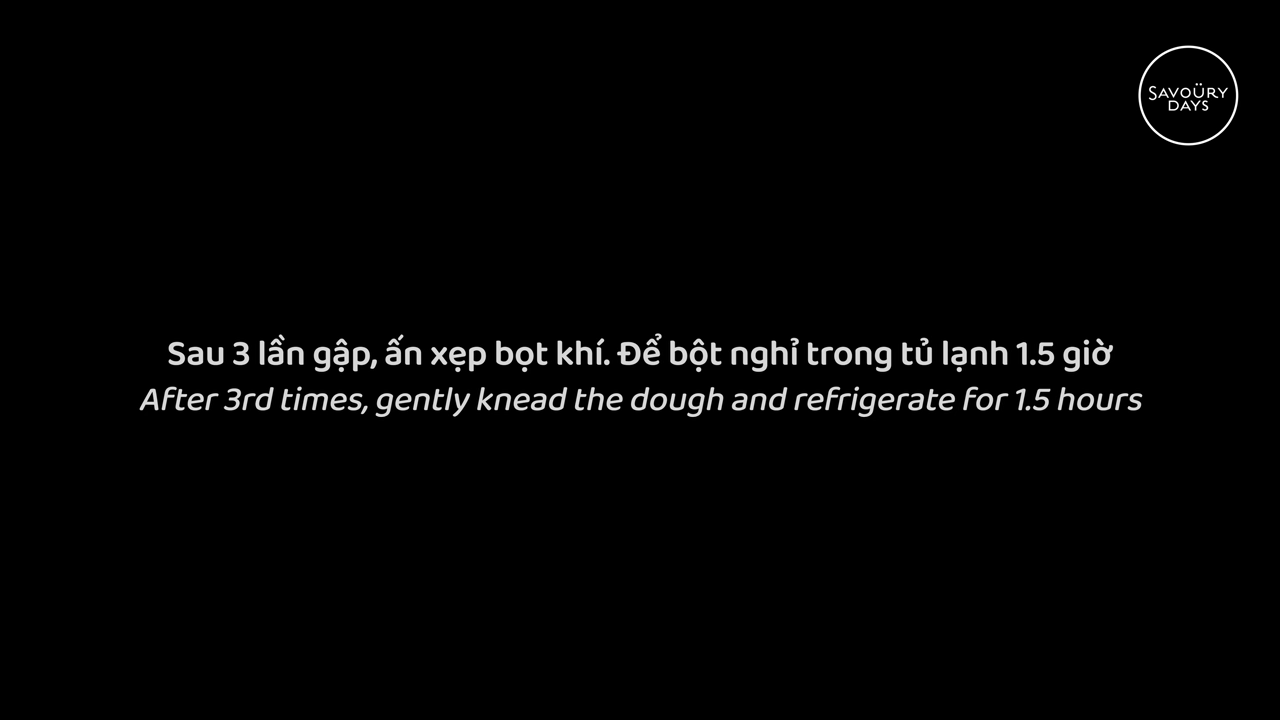 SAVOÜRY
DAYS
Sau 3 lần gập, ấn xẹp bọt khí. Để bột nghỉ trong tủ lạnh 1.5 giờ
After 3rd times, gently knead the dough and refrigerate for 1.5 hours